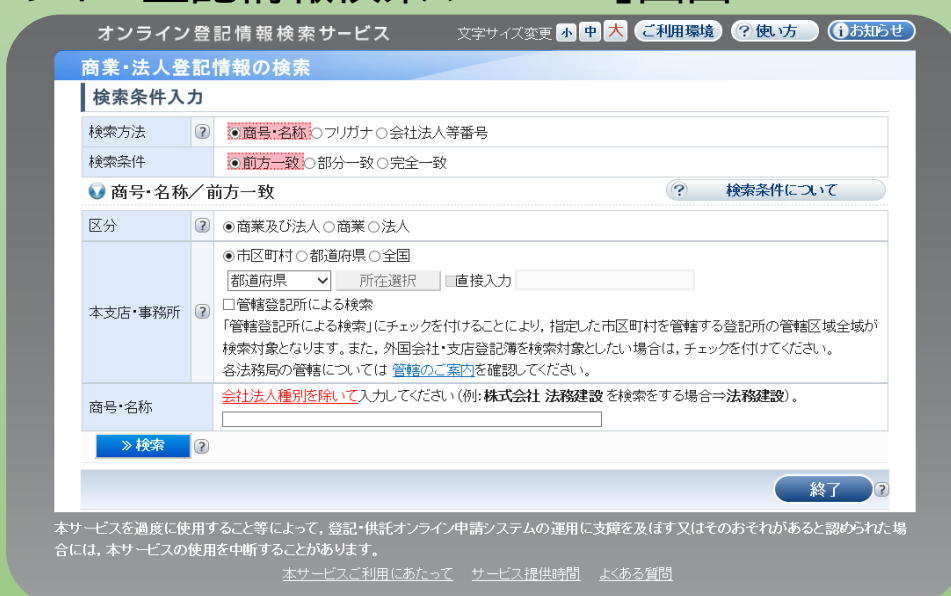 オンライン登記情報検索サービス 文字サイズ変更 小 中 大 ご利用環境 ? 使い方 i お知らせ
商業・法人登記情報の検索
検索条件入力
検索方法 ? ◉商号・名称○フリガナ○会社法人等番号
検索条件 ◉前方一致○部分一致○完全一致
商号・名称／前方一致 ? 検索条件について
区分 ? ◉商業及び法人○商業○法人
◉市区町村○都道府県○全国
都道府県 所在選択 直接入力
本支店・事務所 ?
□管轄登記所による検索
「管轄登記所による検索」にチェックを付けることにより，指定した市区町村を管轄する登記所の管轄区域全域が
検索対象となります。また，外国会社・支店登記簿を検索対象としたい場合は，チェックを付けてください。
各法務局の管轄については 管轄のご案内を確認してください。
商号・名称
会社法人種別を除いて入力してください（例:株式会社 法務建設 を検索をする場合⇒法務建設）。
≫検索 ?
終了 ?
本サービスを過度に使用すること等によって，登記・供託オンライン申請システムの運用に支障を及ぼす又はそのおそれがあると認められた場
合には，本サービスの使用を中断することがあります。
本サービスご利用にあたって サービス提供時間 よくある質問